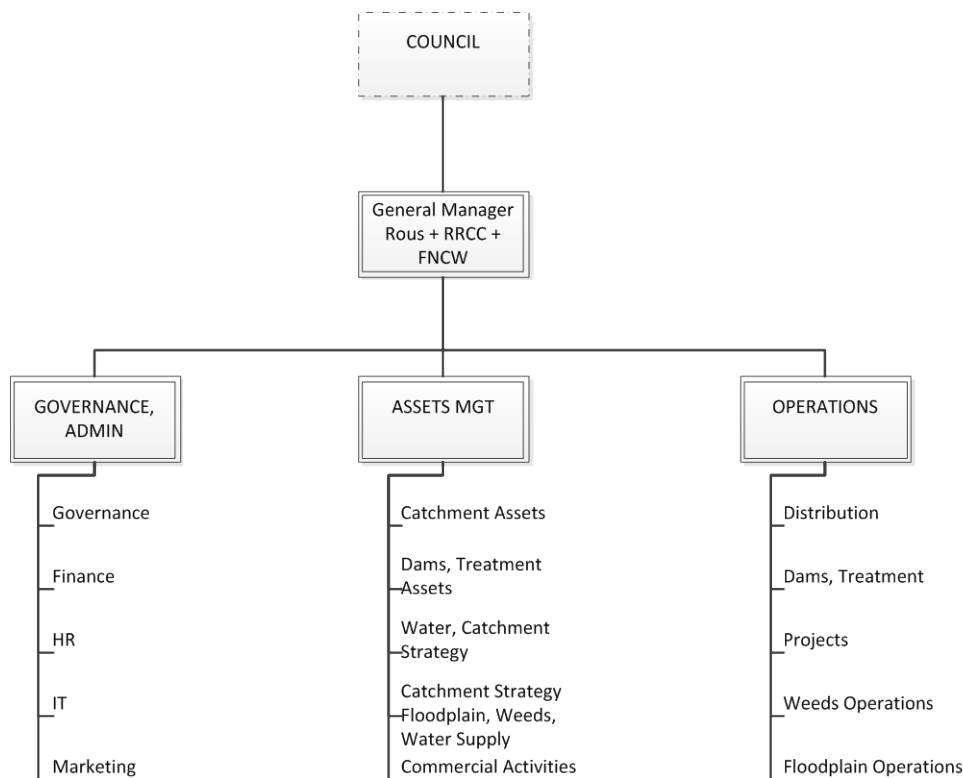 COUNCIL
General Manager
Rous + RRCC +
FNCW
GOVERNANCE,
ADMIN
Governance
Finance
HR
IT
Marketing
ASSETS MGT
Catchment Assets
Dams, Treatment
Assets
Water, Catchment
Strategy
Catchment Strategy
Floodplain, Weeds,
Water Supply
Commercial Activities
OPERATIONS
Distribution
Dams, Treatment
Projects
Weeds Operations
Floodplain Operations